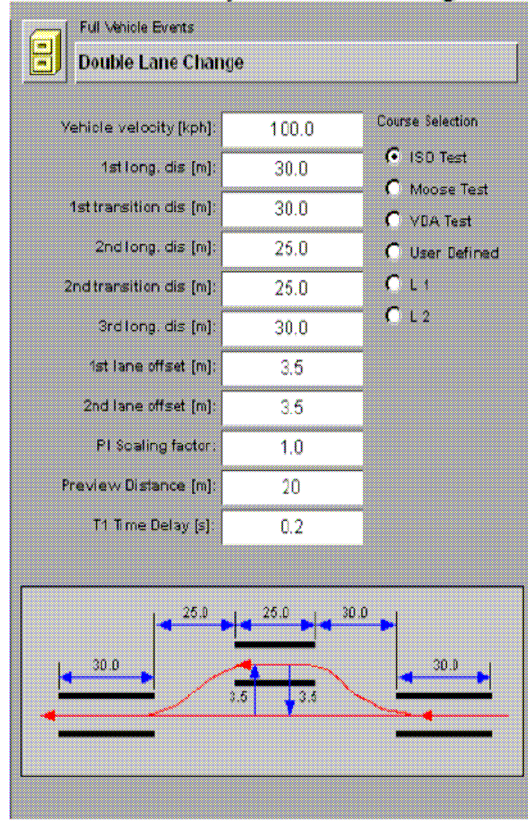 Full Vehicle Events
Double Lane Change
Vehicle velocity [kph]: 100.0
Course Selection
1st long. dis [m]: 30.0
ISO Test
1st transition dis [m]: 30.0
Moose Test
VDA Test
2nd long. dis [m]: 25.0
User Defined
2nd transition dis [m]: 25.0
L 1
3rd long. dis [m]: 30.0
L 2
1st lane offset [m]: 3.5
2nd lane offset [m]: 3.5
PI Scaling factor: 1.0
Preview Distance [m]: 20
T1 Time Delay [s]: 0.2
25.0 25.0 30.0
30.0 30.0
3.5 3.5